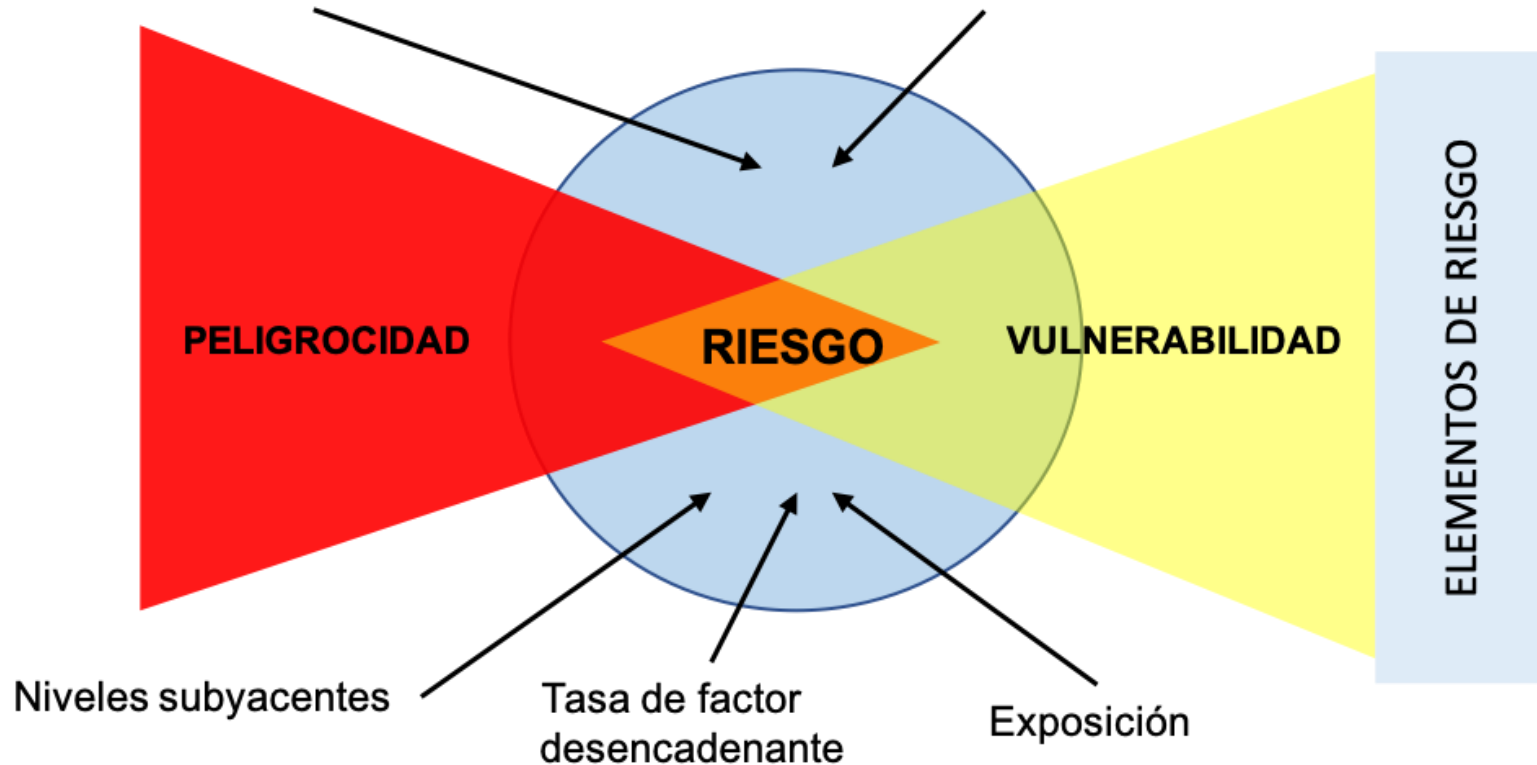 PELIGROCIDAD
RIESGO
VULNERABILIDAD
ELEMENTOS DE RIESGO
Niveles subyacentes
Tasa de factor
desencadenante
Exposición